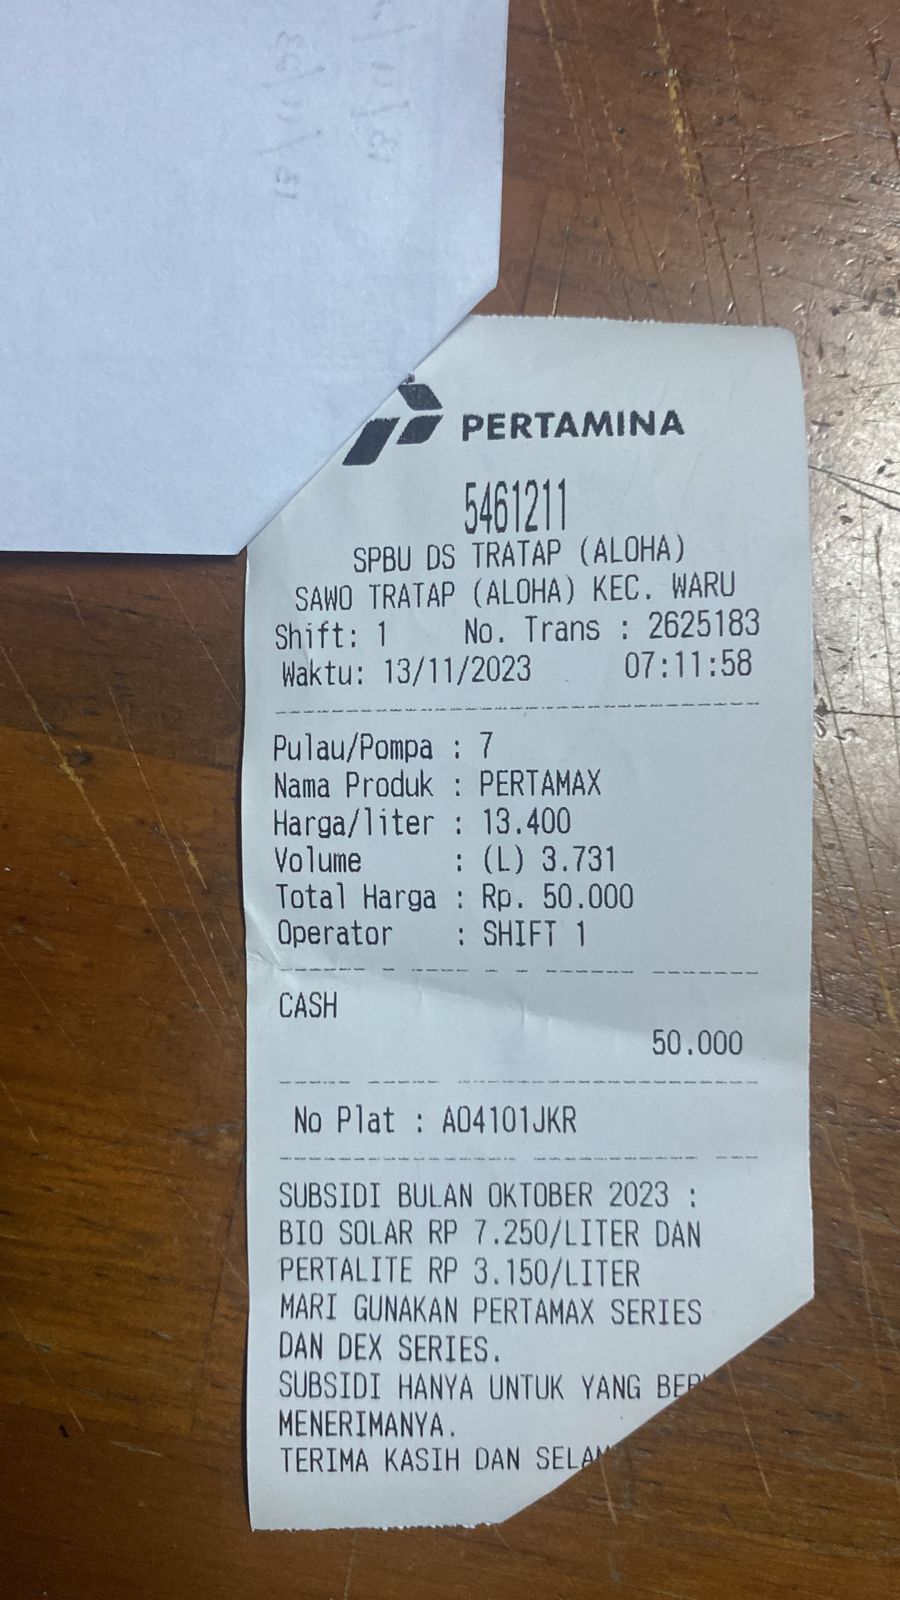 13/11/23
PERTAMINA
5461211
SPBU DS TRATAP (ALOHA)
SAWO TRATAP (ALOHA) KEC. WARU
Shift: 1 No. Trans : 2625183
Waktu: 13/11/2023 07:11:58
Pulau/Pompa : 7
Nama Produk : PERTAMAX
Harga/liter : 13.400
Volume : (L) 3.731
Total Harga : Rp. 50.000
Operator : SHIFT 1
CASH
50.000
No Plat : A04101JKR
SUBSIDI BULAN OKTOBER 2023 :
BIO SOLAR RP 7.250/LITER DAN
PERTALITE RP 3.150/LITER
MARI GUNAKAN PERTAMAX SERIES
DAN DEX SERIES.
SUBSIDI HANYA UNTUK YANG
MENERIMANYA.
TERIMA KASIH DAN